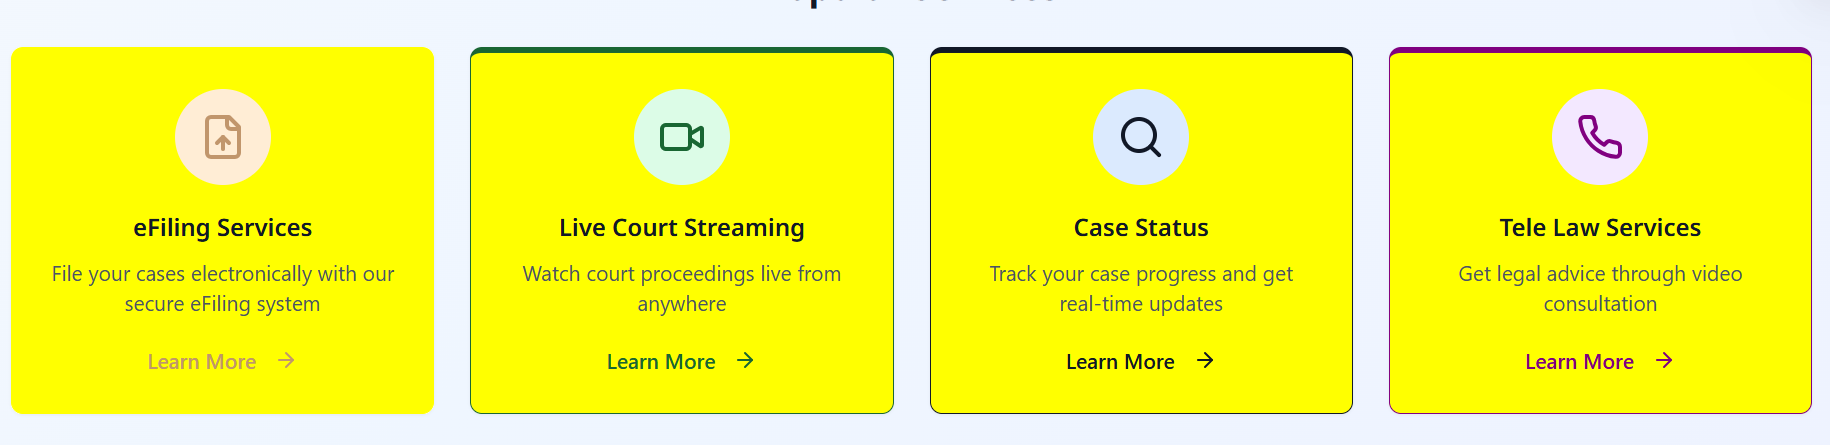 eFiling Services
File your cases electronically with our
secure eFiling system
Learn More
Live Court Streaming
Watch court proceedings live from
anywhere
Learn More
Case Status
Track your case progress and get
real-time updates
Learn More
Tele Law Services
Get legal advice through video
consultation
Learn More